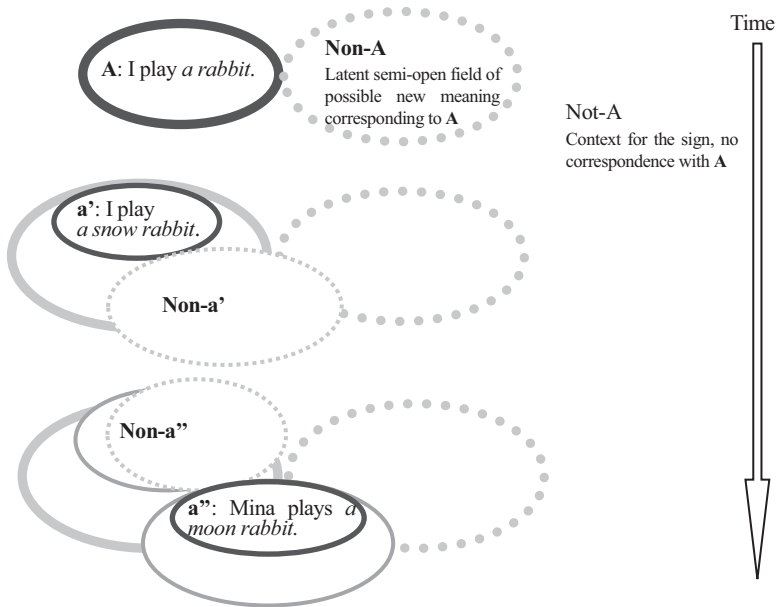 Time
A: I play a rabbit.
Non-A
Latent semi-open field of
possible new meaning
corresponding to A
Not-A
Context for the sign, no
correspondence with A
a’: I play
a snow rabbit.
Non-a’
Non-a”
a”: Mina plays a
moon rabbit.